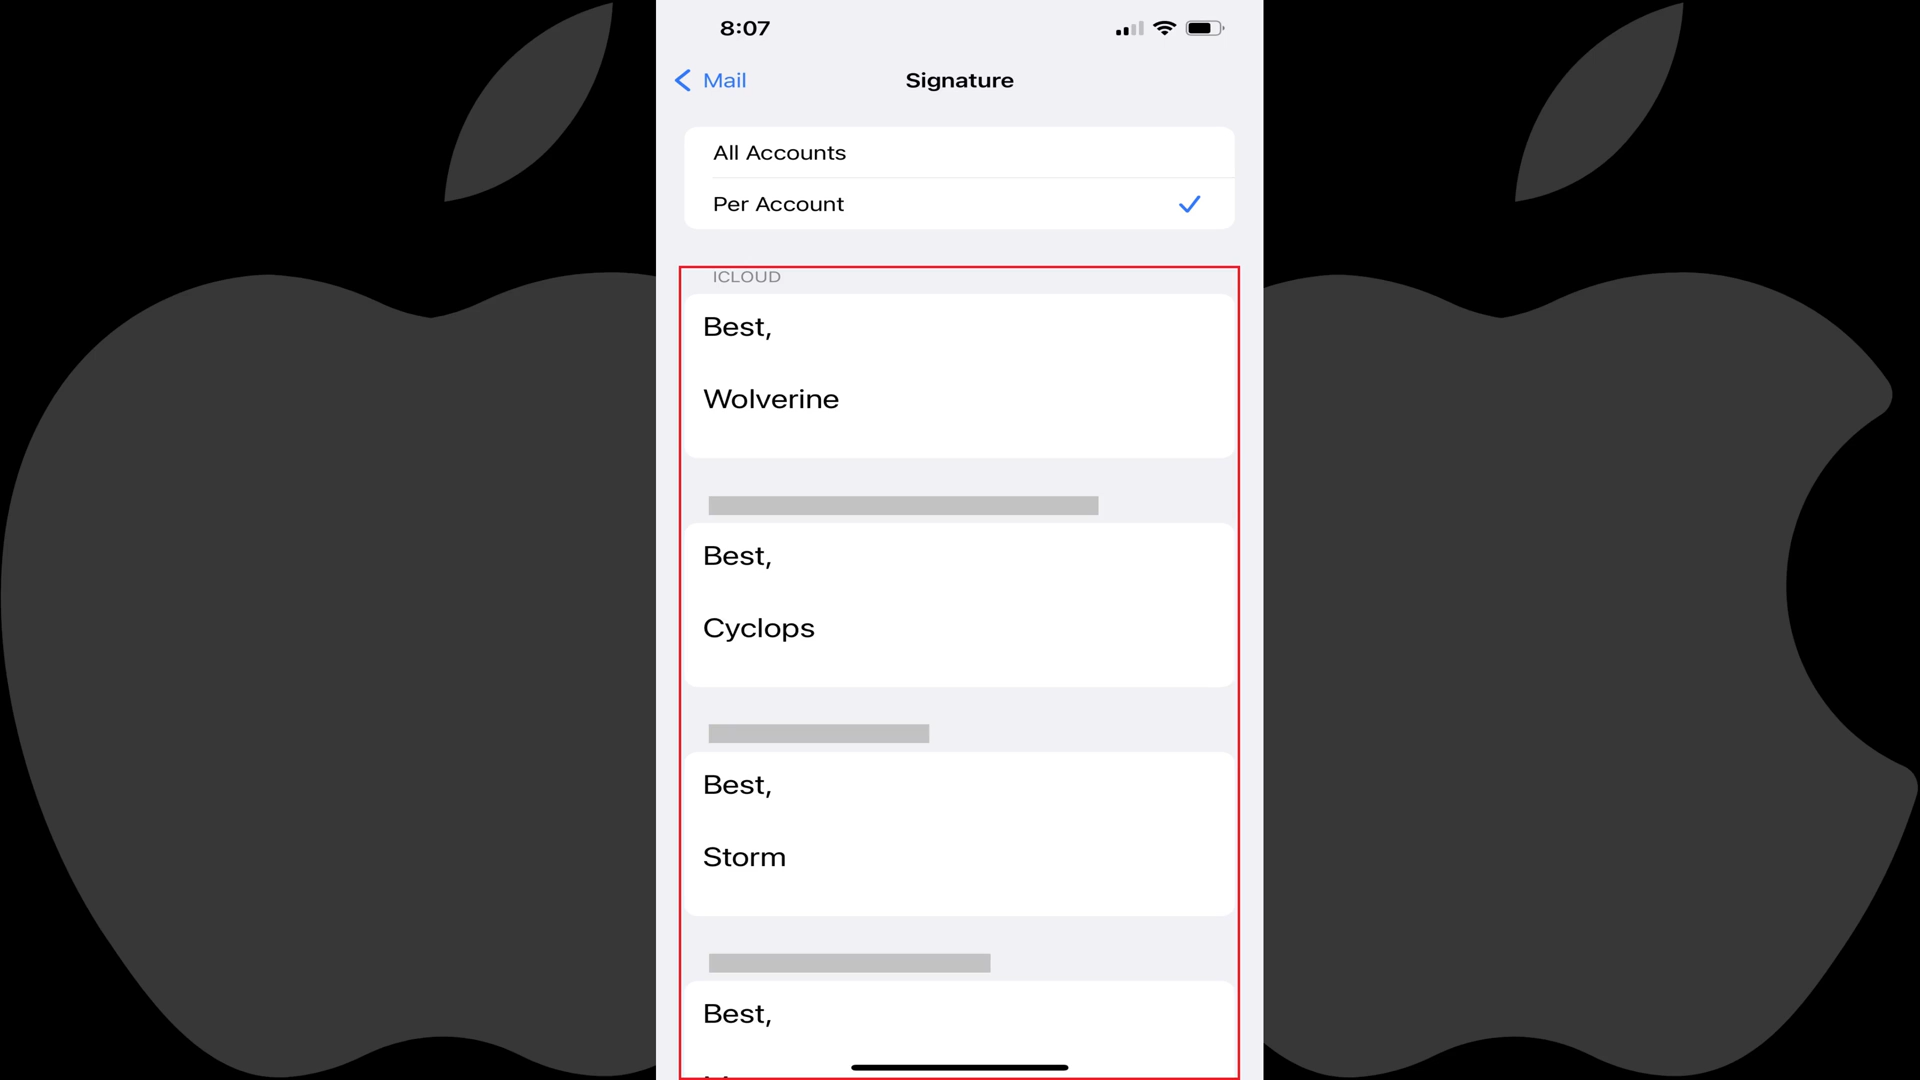 8:07
Mail
Signature
All Accounts
Per Account
ICLOUD
Best,
Wolverine
Best,
Cyclops
Best,
Storm
Best,